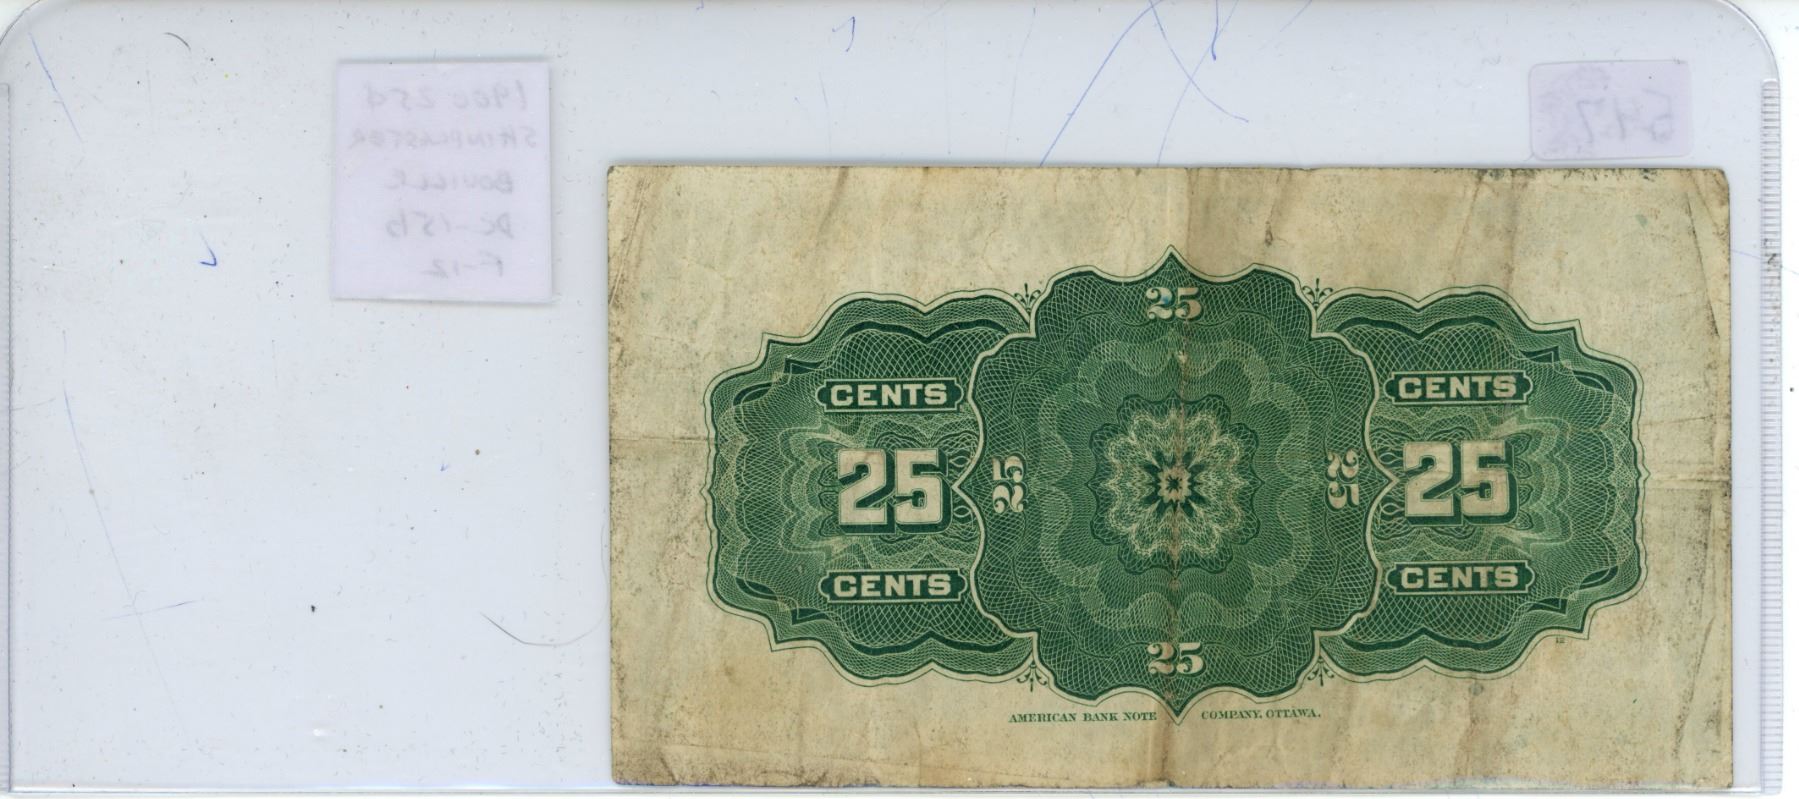 1900 25¢
SHINPLASTER
BOVILLE
DC-15b
F-12
547
25
CENTS
CENTS
25
25
25
25
CENTS
CENTS
25
AMERICAN BANK NOTE COMPANY, OTTAWA.